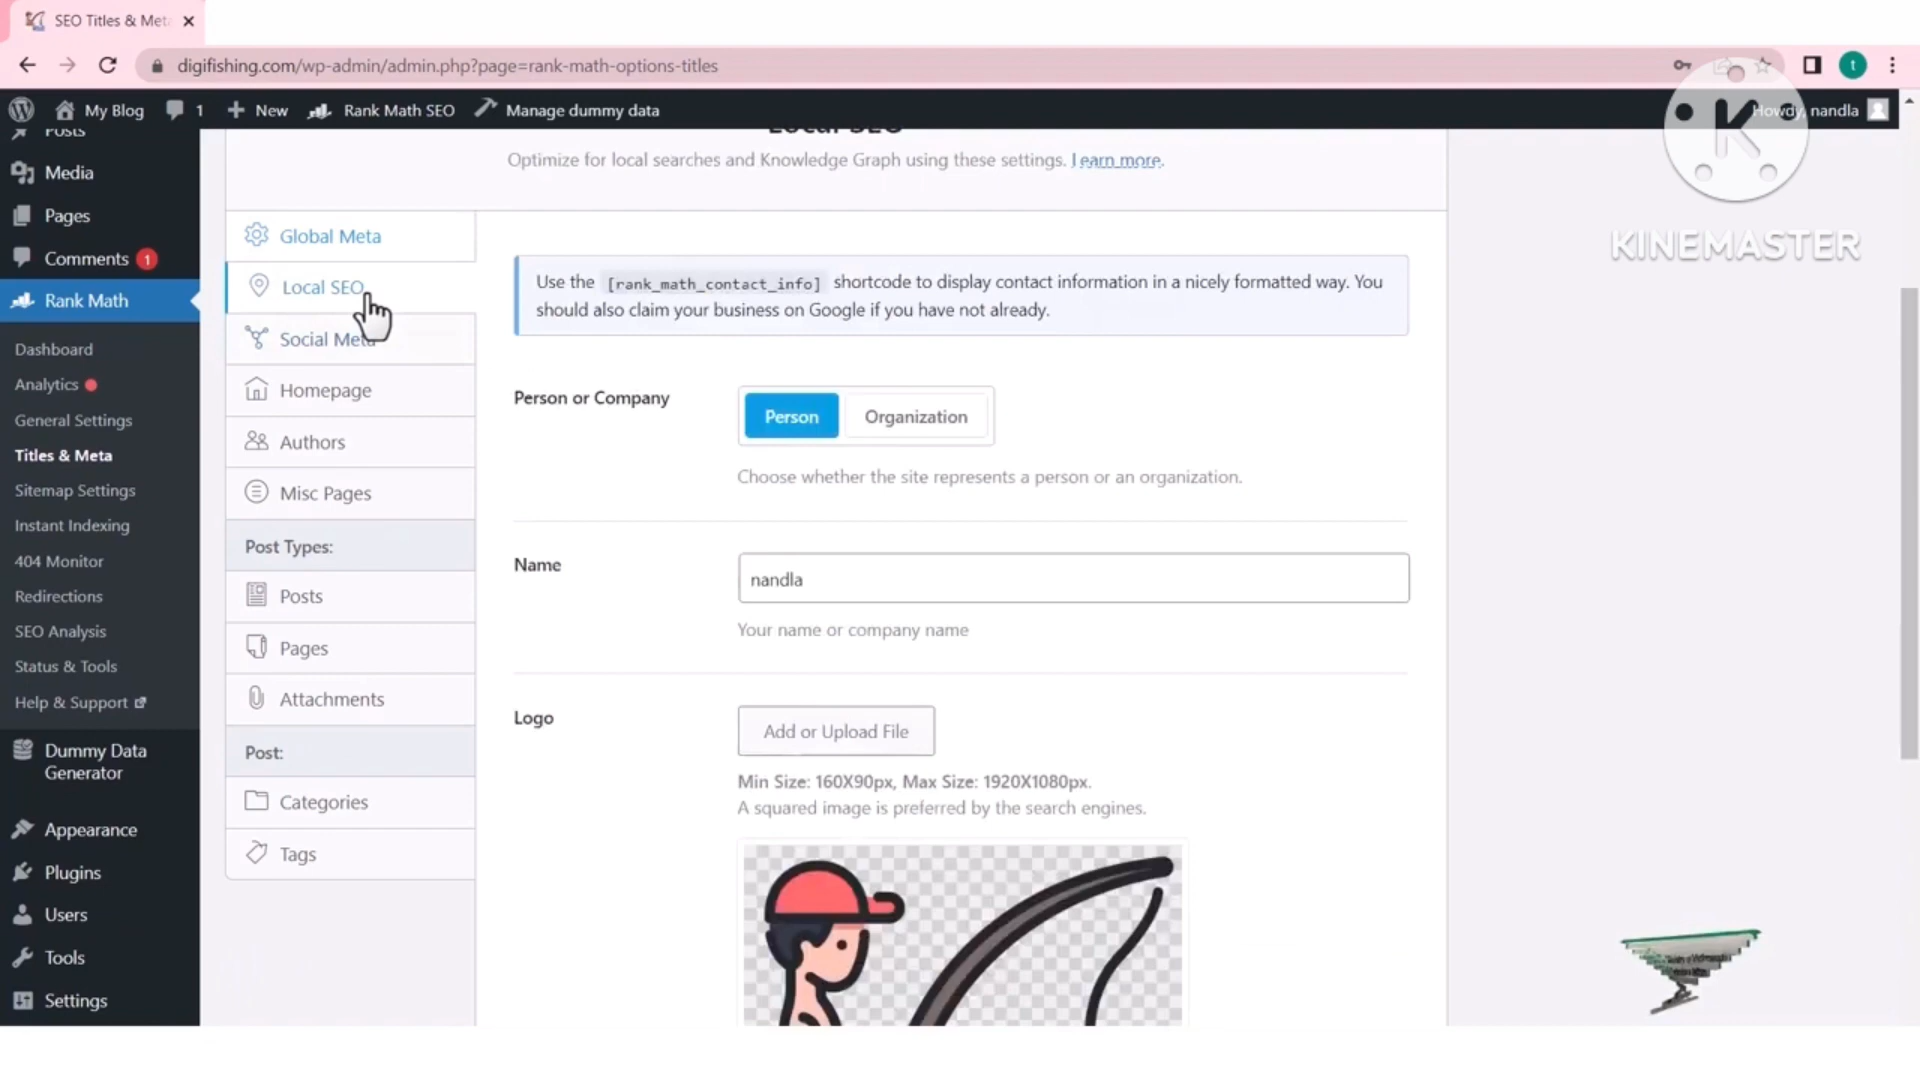 SEO Titles & Meta
digifishing.com/wp-admin/admin.php?page=rank-math-options-titles
t
My Blog
1
New
Rank Math SEO
Manage dummy data
Howdy, nandla
KINEMASTER
Posts
Media
Pages
Comments 1
Rank Math
Dashboard
Analytics
General Settings
Titles & Meta
Sitemap Settings
Instant Indexing
404 Monitor
Redirections
SEO Analysis
Status & Tools
Help & Support
Dummy Data
Generator
Appearance
Plugins
Users
Tools
Settings
Local SEO
Optimize for local searches and Knowledge Graph using these settings. Learn more.
Global Meta
Local SEO
Social Meta
Homepage
Authors
Misc Pages
Post Types:
Posts
Pages
Attachments
Post:
Categories
Tags
Use the [rank_math_contact_info] shortcode to display contact information in a nicely formatted way. You
should also claim your business on Google if you have not already.
Person or Company
Person
Organization
Choose whether the site represents a person or an organization.
Name
nandla
Your name or company name
Logo
Add or Upload File
Min Size: 160X90px, Max Size: 1920X1080px.
A squared image is preferred by the search engines.